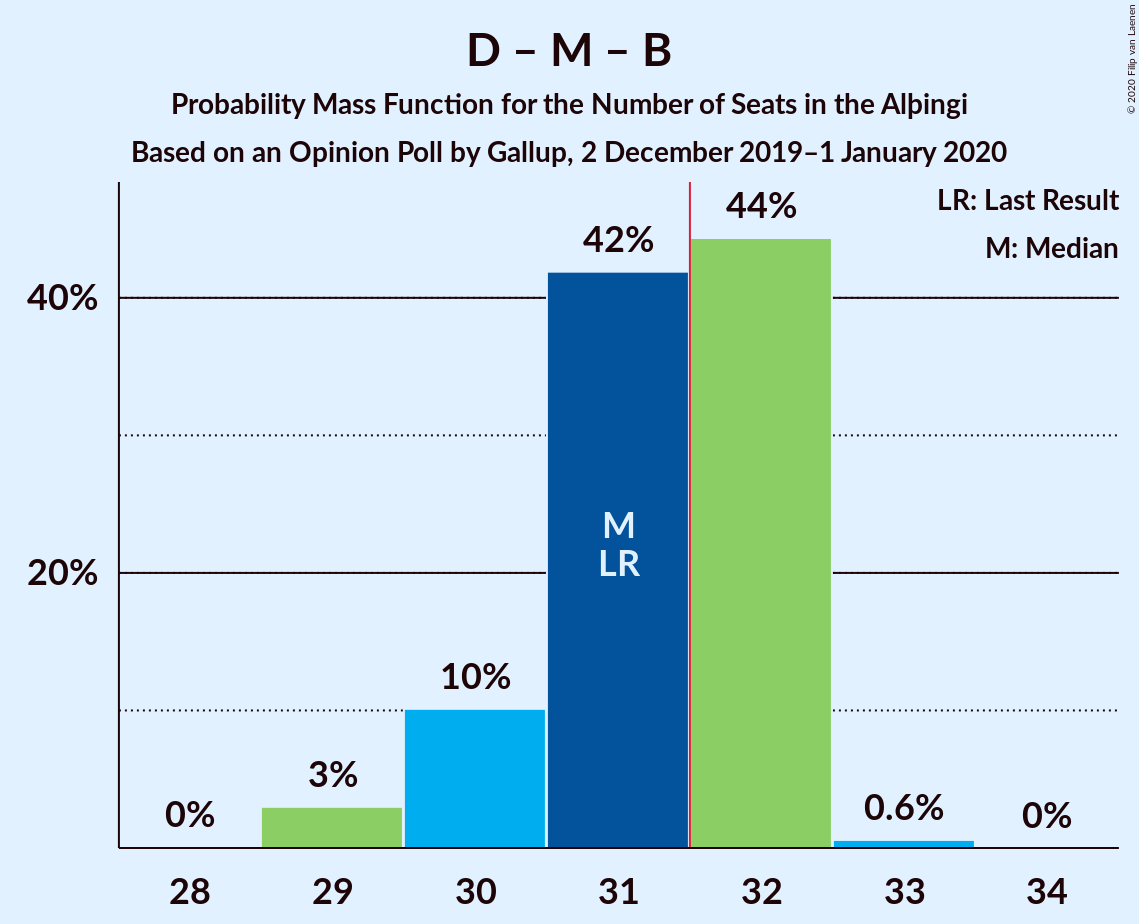 D – M – B
Probability Mass Function for the Number of Seats in the Alþingi
Based on an Opinion Poll by Gallup, 2 December 2019–1 January 2020
© 2020 Filip van Laenen
LR: Last Result
M: Median
40%
20%
0%
3%
10%
42%
44%
0.6%
0%
M
LR
28 29 30 31 32 33 34